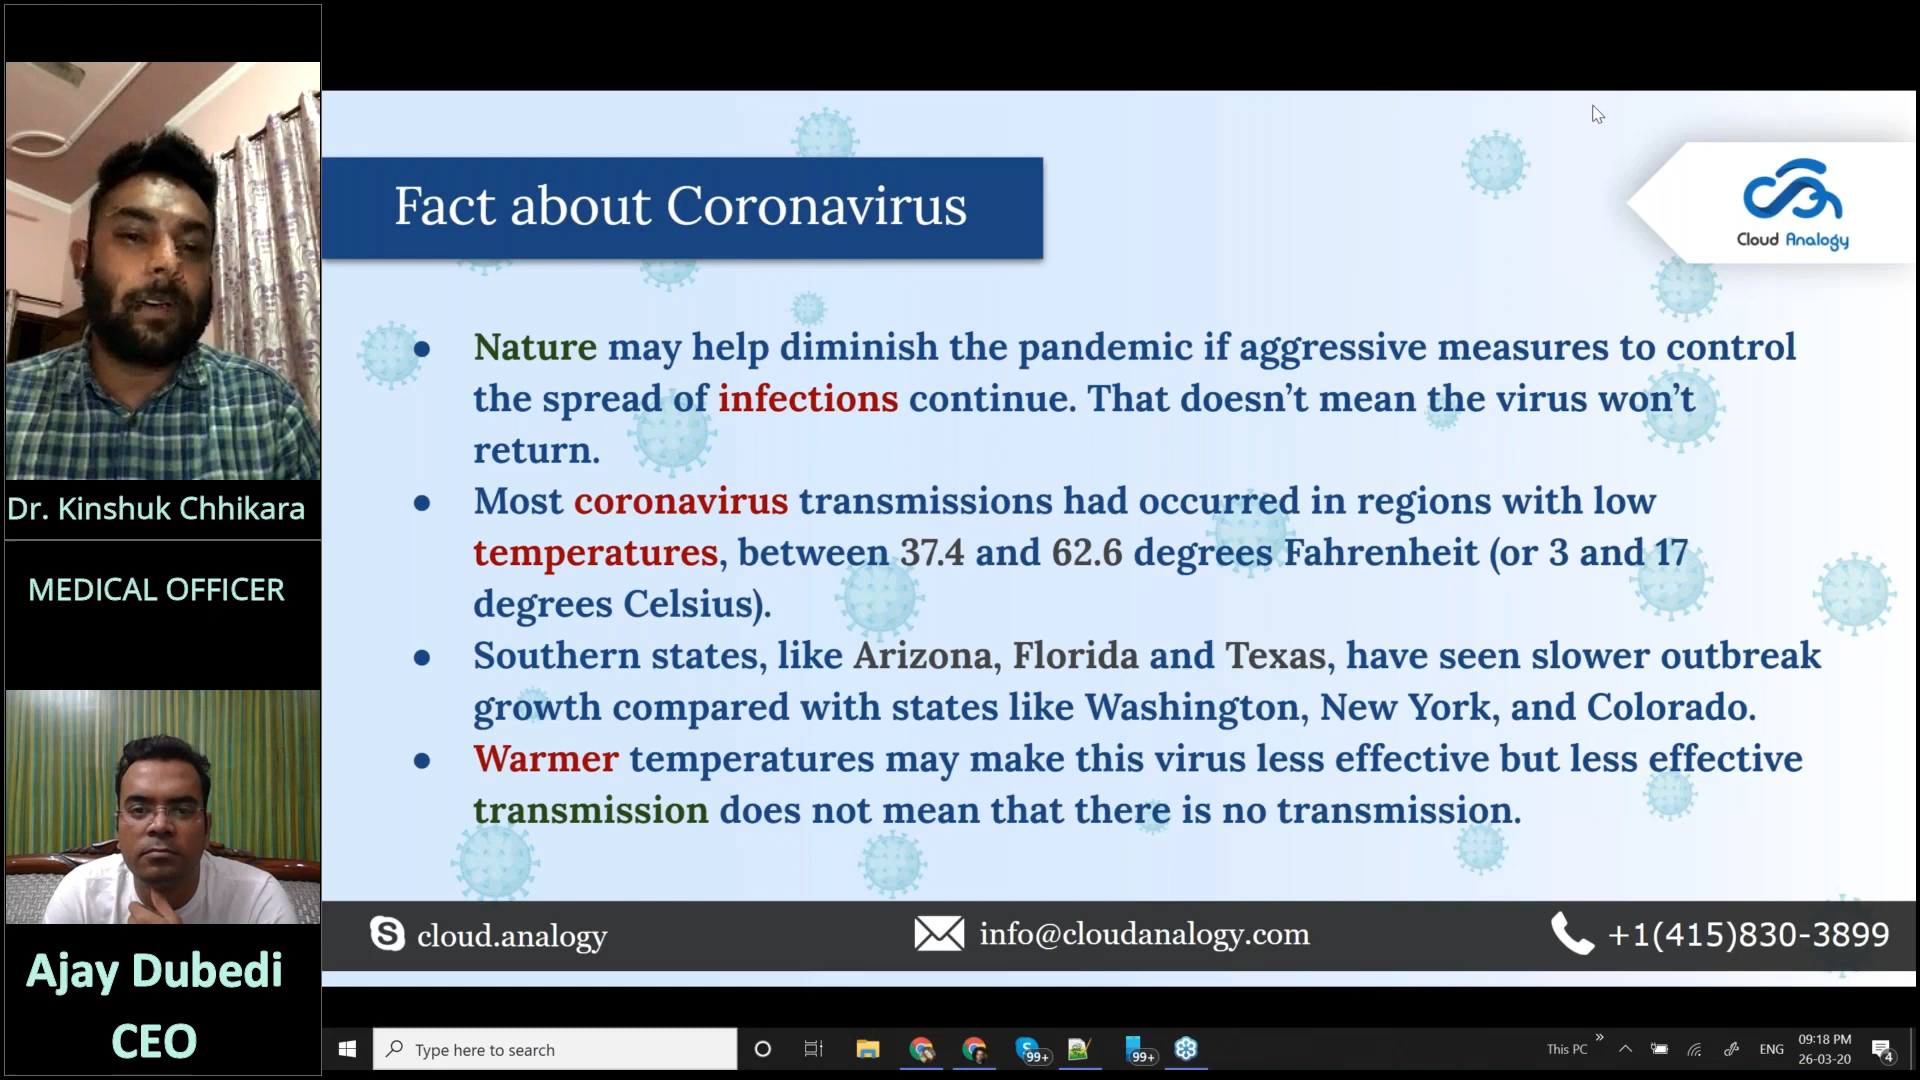 Dr. Kinshuk Chhikara
MEDICAL OFFICER
Ajay Dubedi
CEO
Fact about Coronavirus
Cloud Analogy
● Nature may help diminish the pandemic if aggressive measures to control
the spread of infections continue. That doesn’t mean the virus won’t
return.
● Most coronavirus transmissions had occurred in regions with low
temperatures, between 37.4 and 62.6 degrees Fahrenheit (or 3 and 17
degrees Celsius).
● Southern states, like Arizona, Florida and Texas, have seen slower outbreak
growth compared with states like Washington, New York, and Colorado.
● Warmer temperatures may make this virus less effective but less effective
transmission does not mean that there is no transmission.
cloud.analogy
info@cloudanalogy.com
+1(415)830-3899
Type here to search
99+
99+
This PC
ENG
09:18 PM
26-03-20
4